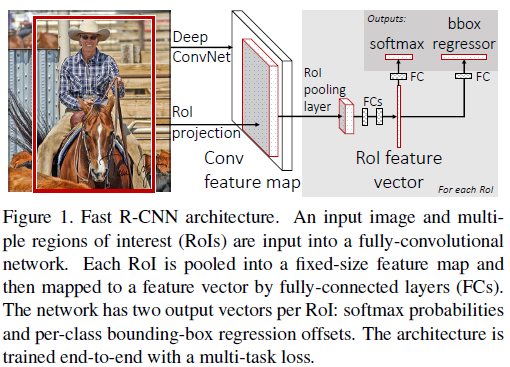 Outputs:
bbox
softmax regressor
Deep
ConvNet
FC
FC
RoI
pooling
layer
FCs
RoI
projection
Conv
feature map
RoI feature
vector
For each RoI
Figure 1. Fast R-CNN architecture. An input image and multi-
ple regions of interest (RoIs) are input into a fully-convolutional
network. Each RoI is pooled into a fixed-size feature map and
then mapped to a feature vector by fully-connected layers (FCs).
The network has two output vectors per RoI: softmax probabilities
and per-class bounding-box regression offsets. The architecture is
trained end-to-end with a multi-task loss.